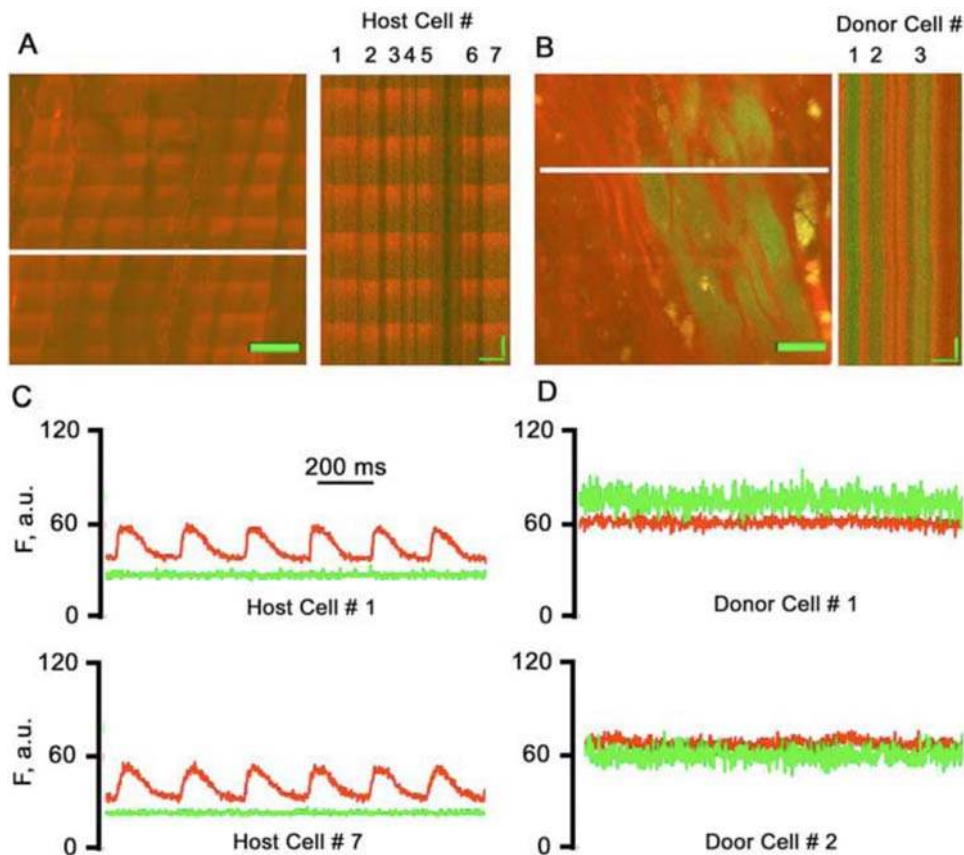 A
Host Cell #
1 2 3 4 5 6 7
B
Donor Cell #
1 2 3
C
120
60
0
F, a.u.
200 ms
Host Cell # 1
120
60
0
F, a.u.
Host Cell # 7
D
120
60
0
Donor Cell # 1
120
60
0
Door Cell # 2